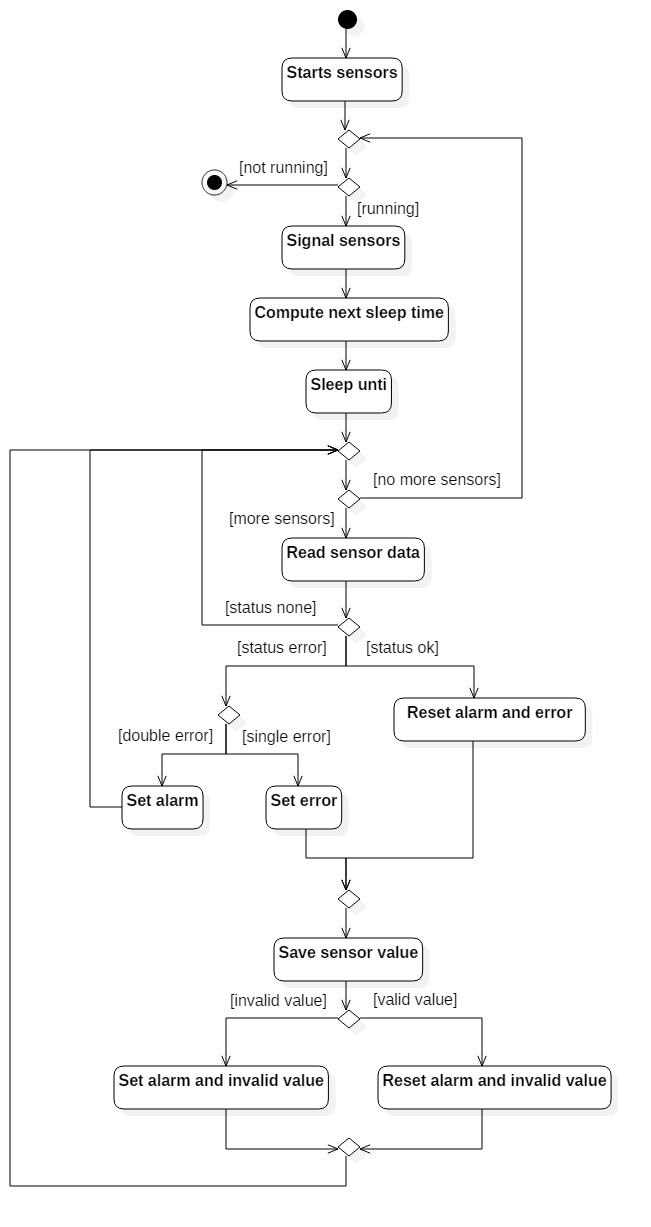 Starts sensors
[not running]
[running]
Signal sensors
Compute next sleep time
Sleep unti
[no more sensors]
[more sensors]
Read sensor data
[status none]
[status error]
[status ok]
Reset alarm and error
[double error]
[single error]
Set alarm
Set error
Save sensor value
[invalid value]
[valid value]
Set alarm and invalid value
Reset alarm and invalid value